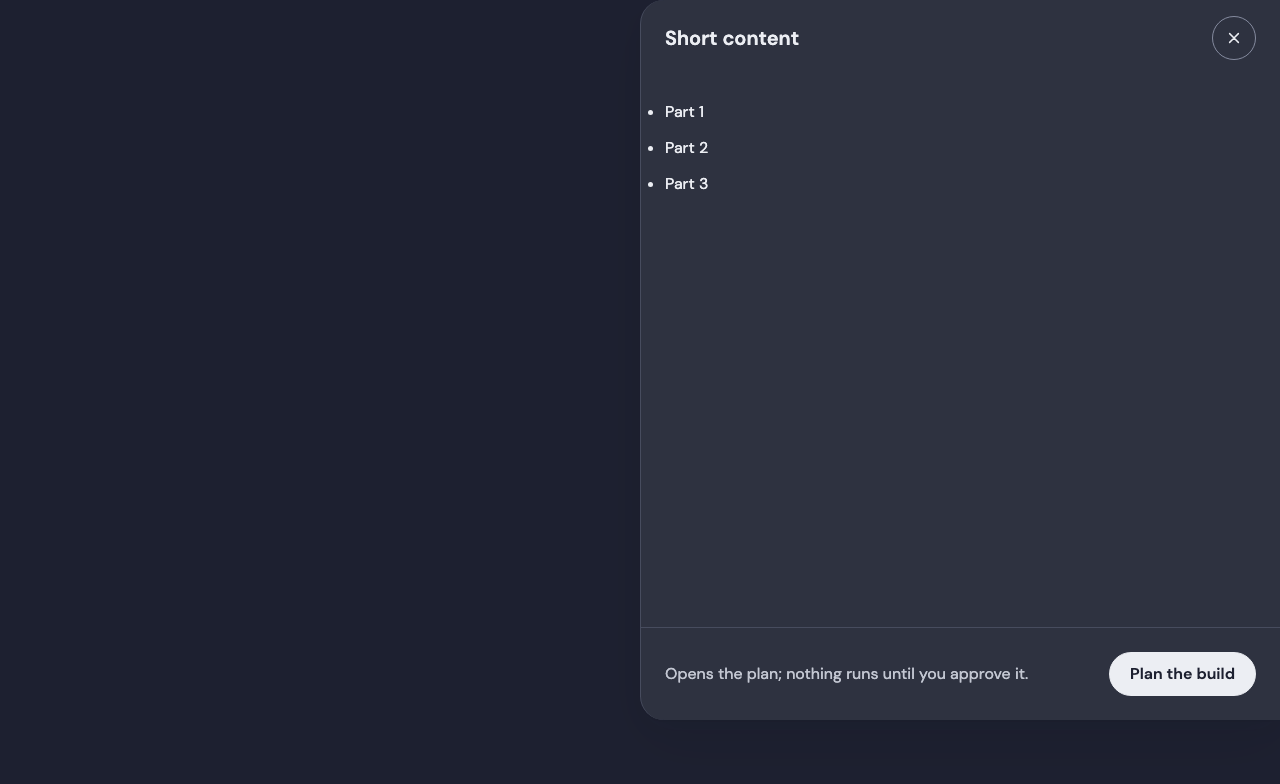 Short content
Part 1
Part 2
Part 3
Opens the plan; nothing runs until you approve it.
Plan the build